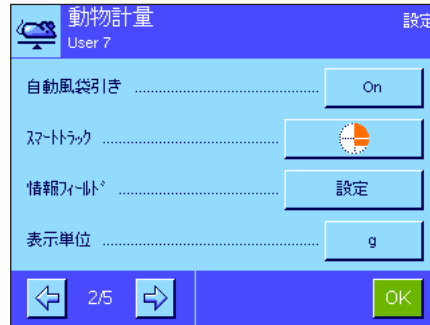 動物計量 設定
User 7
自動風袋引き ........................................ On
ｽﾏｰﾄﾄﾗｯｸ ........................................
情報ﾌｨｰﾙﾄﾞ ........................................ 設定
表示単位 ........................................ g
2/5 OK